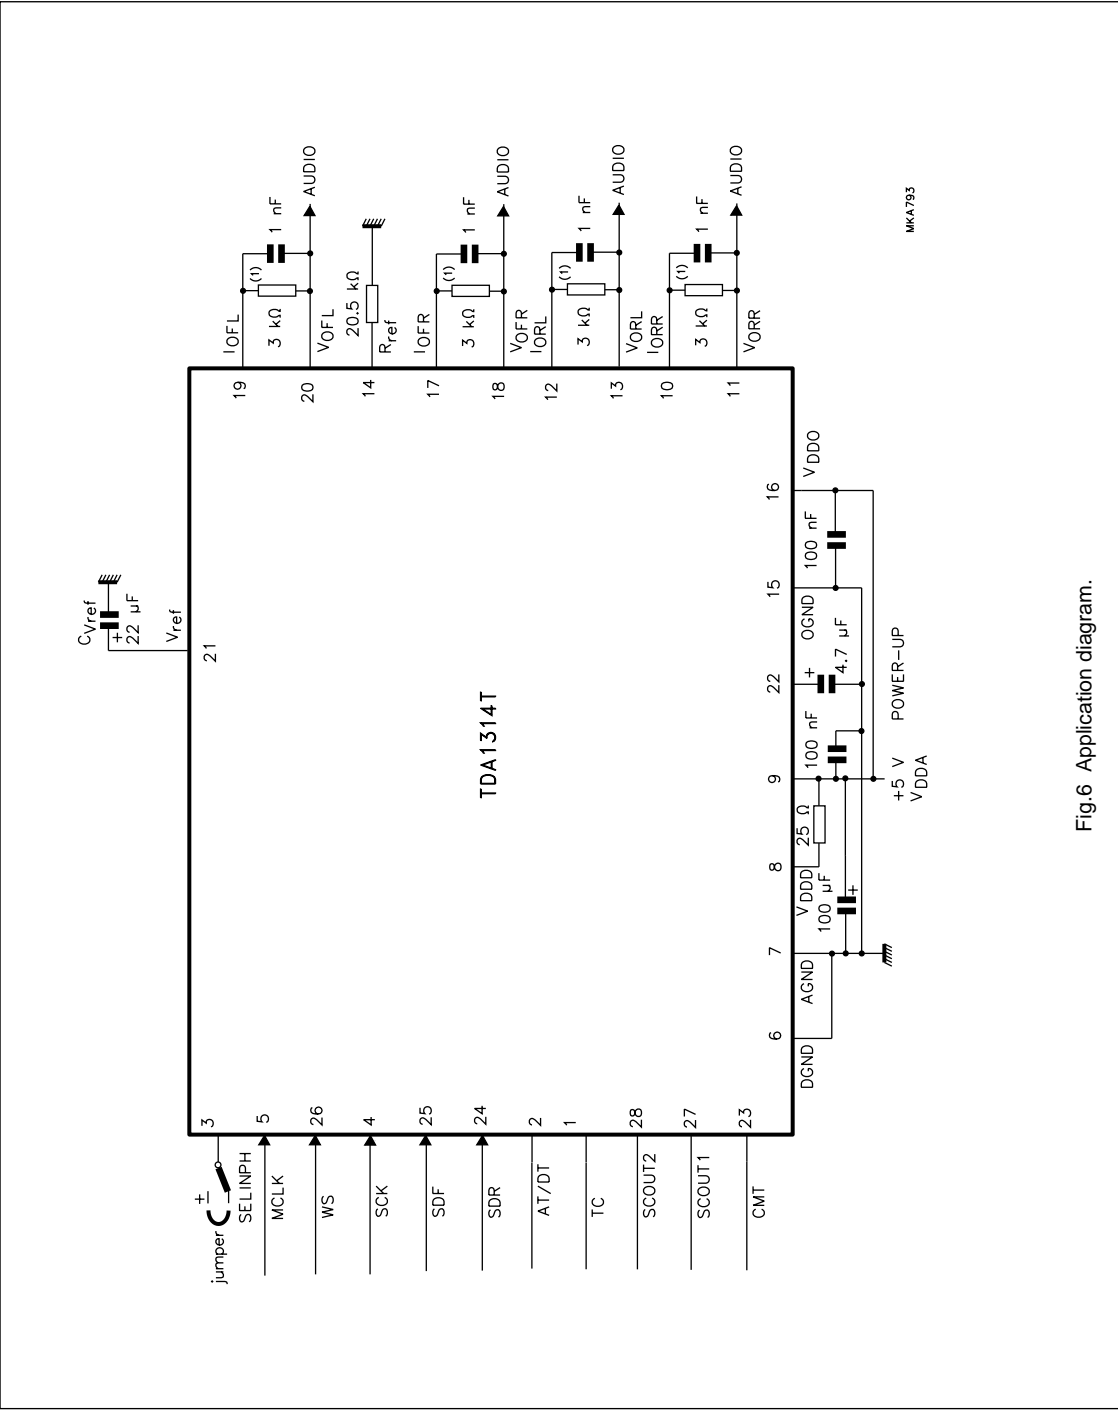 jumper
+
SELINPH
3
MCLK
5
WS
26
SCK
4
SDF
25
SDR
24
AT/DT
2
TC
1
SCOUT2
28
SCOUT1
27
CMT
23
CVref
+
22 µF
Vref
21
TDA1314T
19
IOFL
3 kΩ
(1)
1 nF
20
VOFL
AUDIO
14
Rref
20.5 kΩ
17
IOFR
3 kΩ
(1)
1 nF
18
VOFR
AUDIO
12
IORL
3 kΩ
(1)
1 nF
13
VORL
AUDIO
10
IORR
3 kΩ
(1)
1 nF
11
VORR
AUDIO
6
DGND
7
AGND
8
VDDD
100 µF
+
25 Ω
9
+5 V
VDDA
100 nF
22
POWER-UP
+
4.7 µF
15
OGND
100 nF
16
VDDO
MKA793
Fig.6 Application diagram.